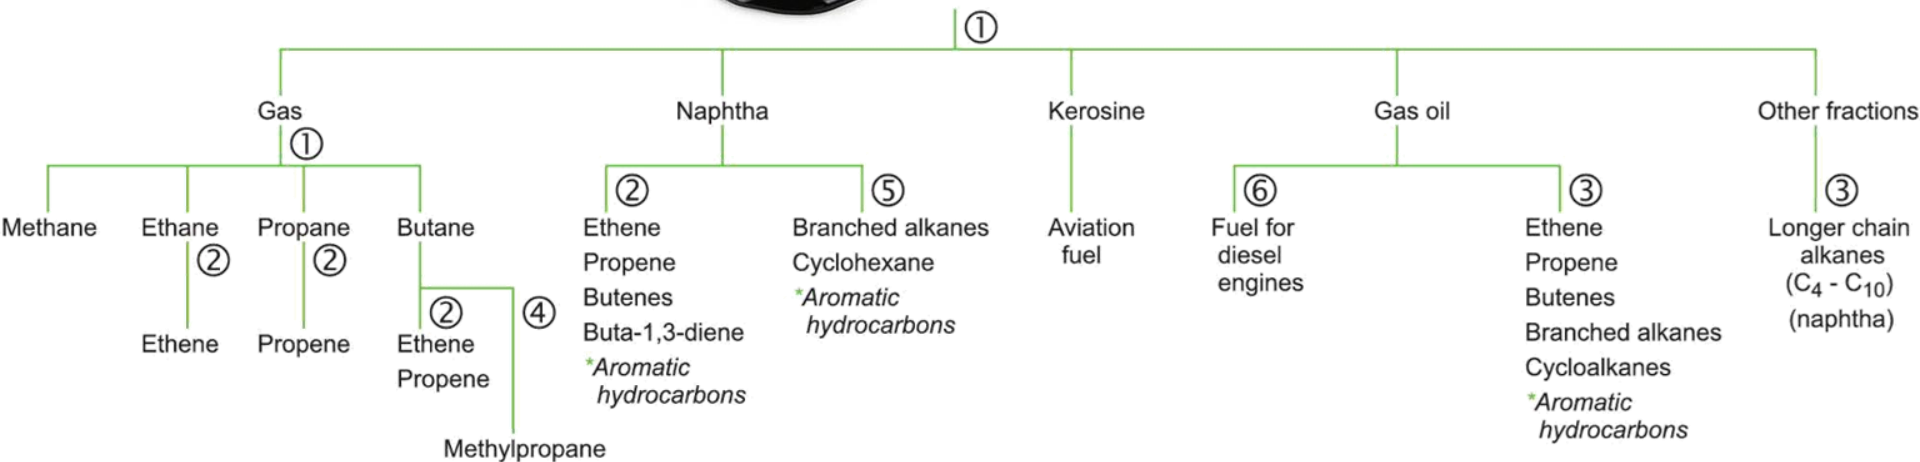 ①
Gas
Naphtha
Kerosine
Gas oil
Other fractions
①
②
⑤
⑥
③
③
Methane
Ethane
Propane
Butane
Ethene
Propene
Butenes
Buta-1,3-diene
*Aromatic
hydrocarbons
Branched alkanes
Cyclohexane
*Aromatic
hydrocarbons
Aviation
fuel
Fuel for
diesel
engines
Ethene
Propene
Butenes
Branched alkanes
Cycloalkanes
*Aromatic
hydrocarbons
Longer chain
alkanes
(C₄ - C₁₀)
(naphtha)
②
②
②
④
Ethene
Propene
Ethene
Propene
Methylpropane